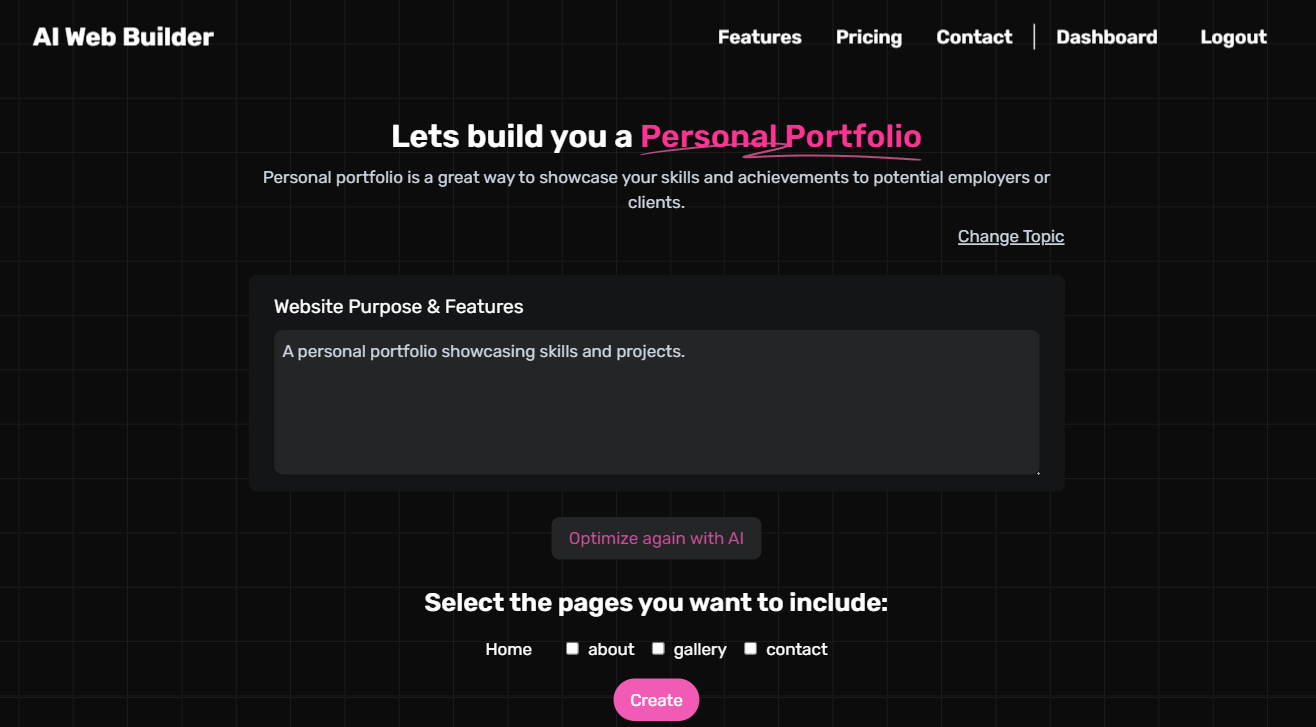 AI Web Builder Features Pricing Contact | Dashboard Logout
Lets build you a Personal Portfolio
Personal portfolio is a great way to showcase your skills and achievements to potential employers or
clients.
Change Topic
Website Purpose & Features
A personal portfolio showcasing skills and projects.
Optimize again with AI
Select the pages you want to include:
Home about gallery contact
Create